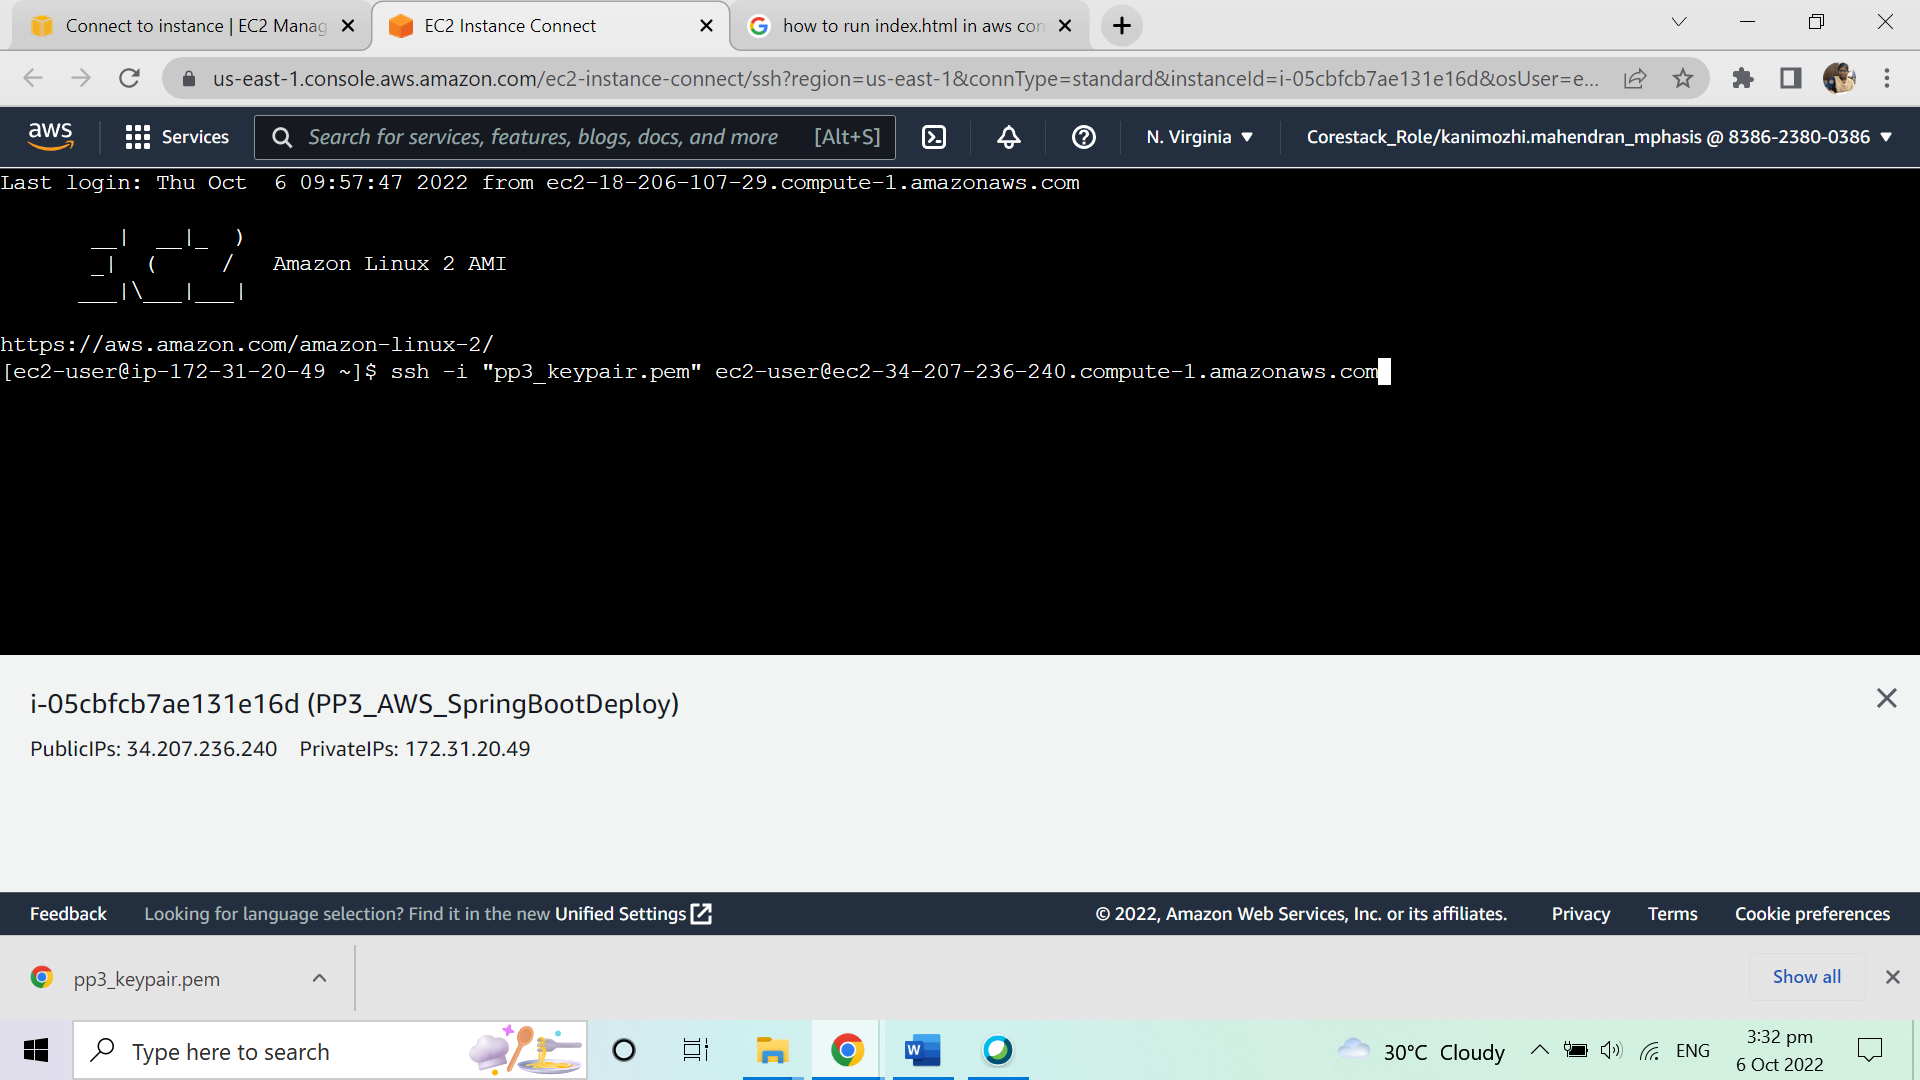 Connect to instance | EC2 Manag
EC2 Instance Connect
how to run index.html in aws con
us-east-1.console.aws.amazon.com/ec2-instance-connect/ssh?region=us-east-1&connType=standard&instanceId=i-05cbfcb7ae131e16d&osUser=e...
aws
Services
Search for services, features, blogs, docs, and more [Alt+S]
N. Virginia
Corestack_Role/kanimozhi.mahendran_mphasis @ 8386-2380-0386
Last login: Thu Oct  6 09:57:47 2022 from ec2-18-206-107-29.compute-1.amazonaws.com
       __|  __|_  )
       _|  (     /   Amazon Linux 2 AMI
      ___|\___|___|
https://aws.amazon.com/amazon-linux-2/
[ec2-user@ip-172-31-20-49 ~]$ ssh -i "pp3_keypair.pem" ec2-user@ec2-34-207-236-240.compute-1.amazonaws.com
i-05cbfcb7ae131e16d (PP3_AWS_SpringBootDeploy)
PublicIPs: 34.207.236.240 PrivateIPs: 172.31.20.49
Feedback Looking for language selection? Find it in the new Unified Settings © 2022, Amazon Web Services, Inc. or its affiliates. Privacy Terms Cookie preferences
pp3_keypair.pem
Show all
Type here to search
W
30°C Cloudy
ENG
3:32 pm
6 Oct 2022